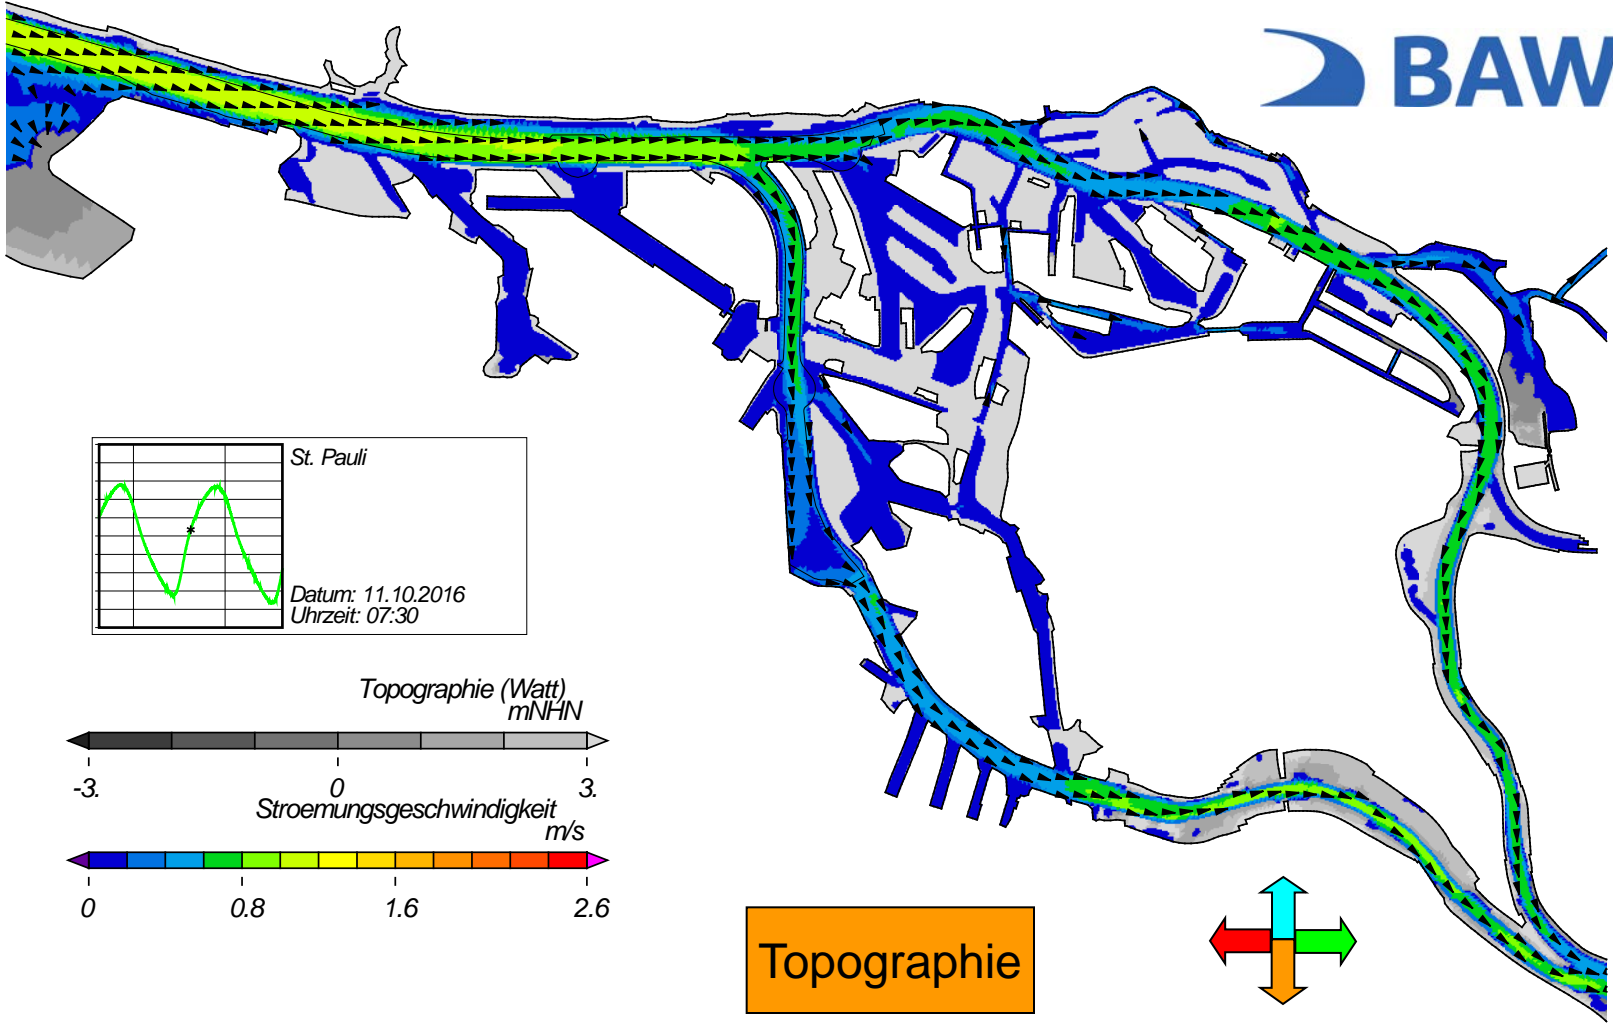 BAW
St. Pauli
Datum: 11.10.2016
Uhrzeit: 07:30
Topographie (Watt)
mNHN
-3. 0 3.
Stroemungsgeschwindigkeit
m/s
0 0.8 1.6 2.6
Topographie